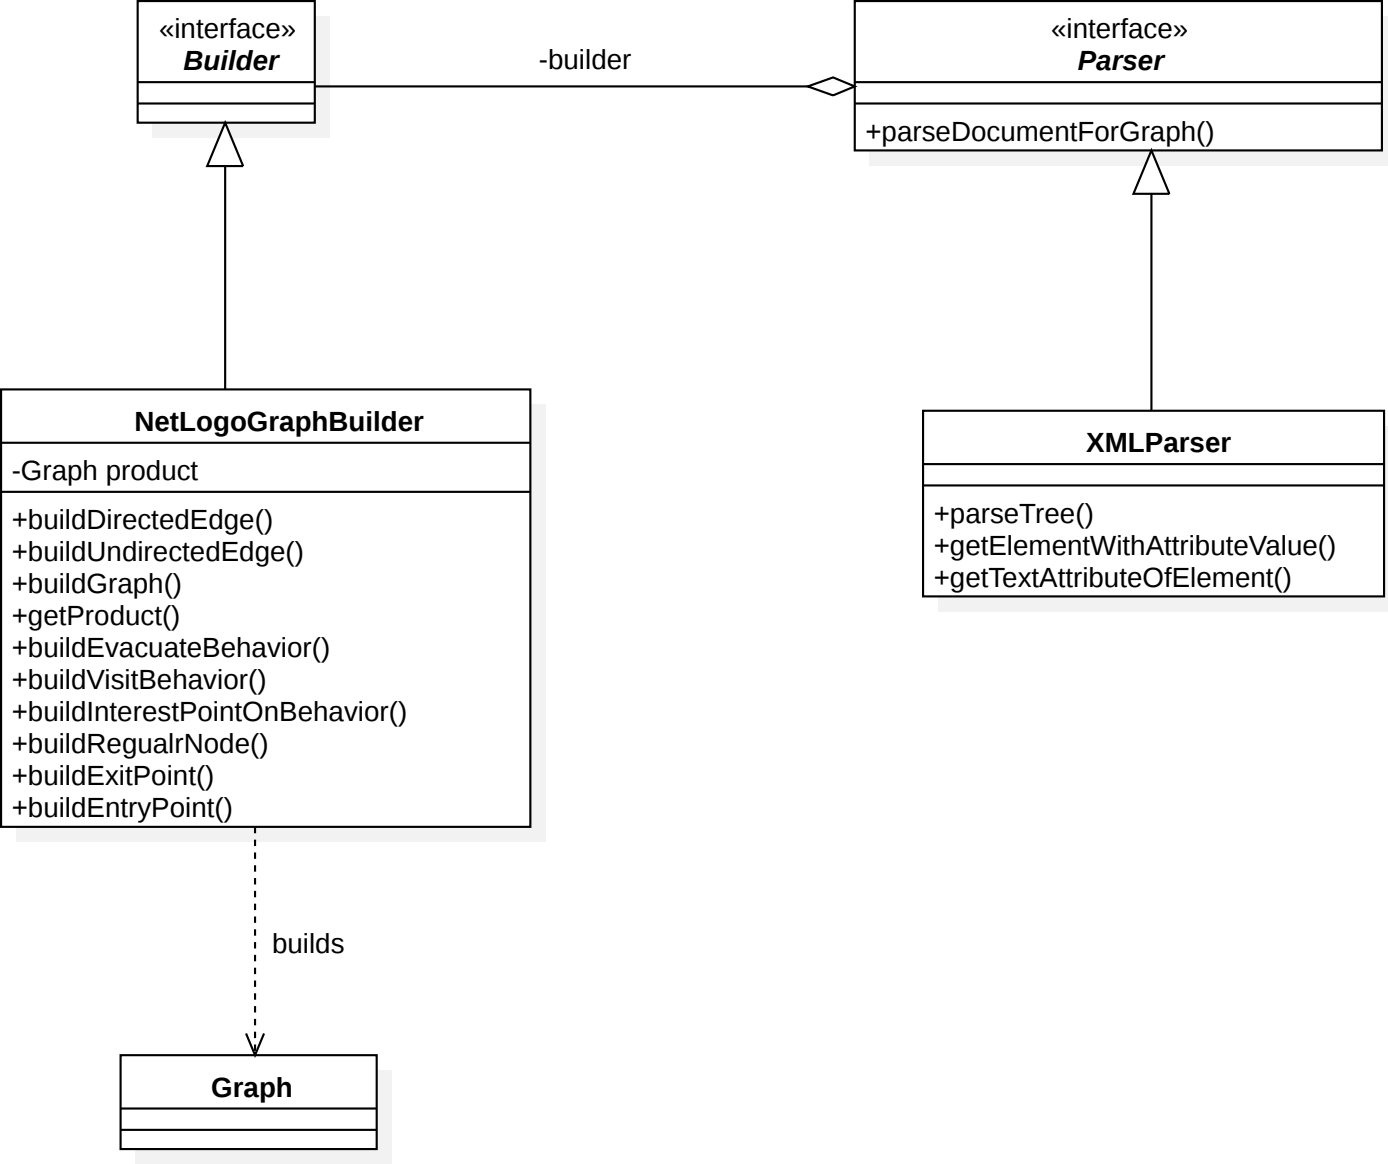 «interface»
Builder
-builder
«interface»
Parser
+parseDocumentForGraph()
NetLogoGraphBuilder
-Graph product
+buildDirectedEdge()
+buildUndirectedEdge()
+buildGraph()
+getProduct()
+buildEvacuateBehavior()
+buildVisitBehavior()
+buildInterestPointOnBehavior()
+buildRegualrNode()
+buildExitPoint()
+buildEntryPoint()
XMLParser
+parseTree()
+getElementWithAttributeValue()
+getTextAttributeOfElement()
builds
Graph